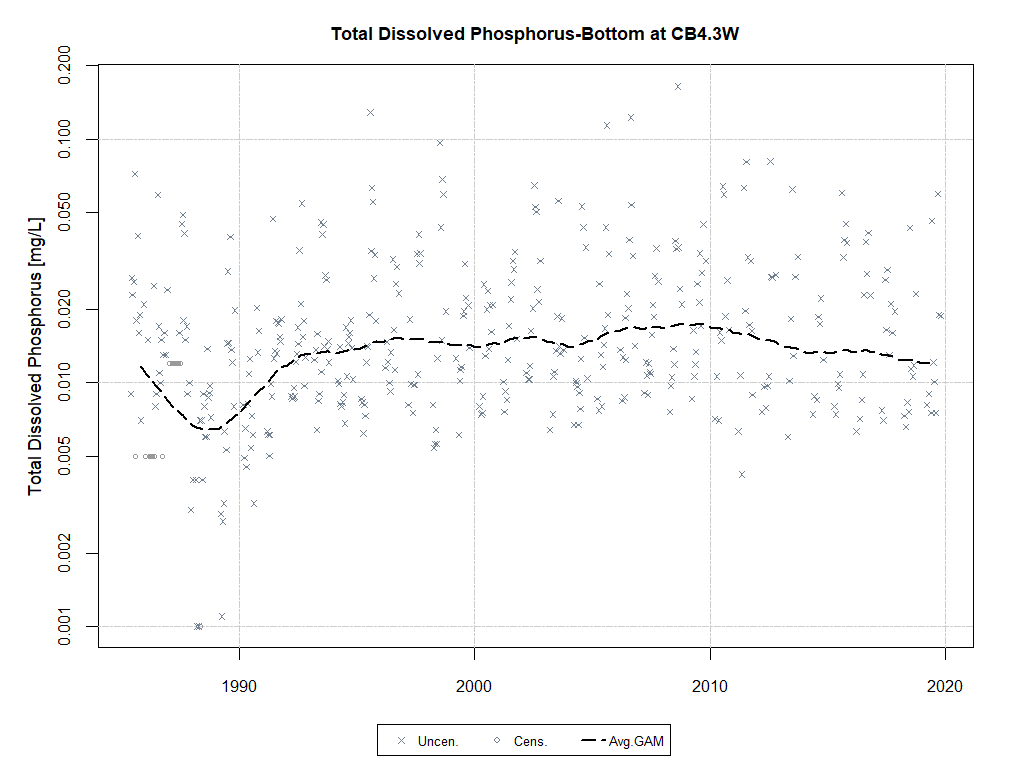 Total Dissolved Phosphorus-Bottom at CB4.3W
Total Dissolved Phosphorus [mg/L]
0.200
0.100
0.050
0.020
0.010
0.005
0.002
0.001
1990 2000 2010 2020
Uncen. Cens. Avg.GAM